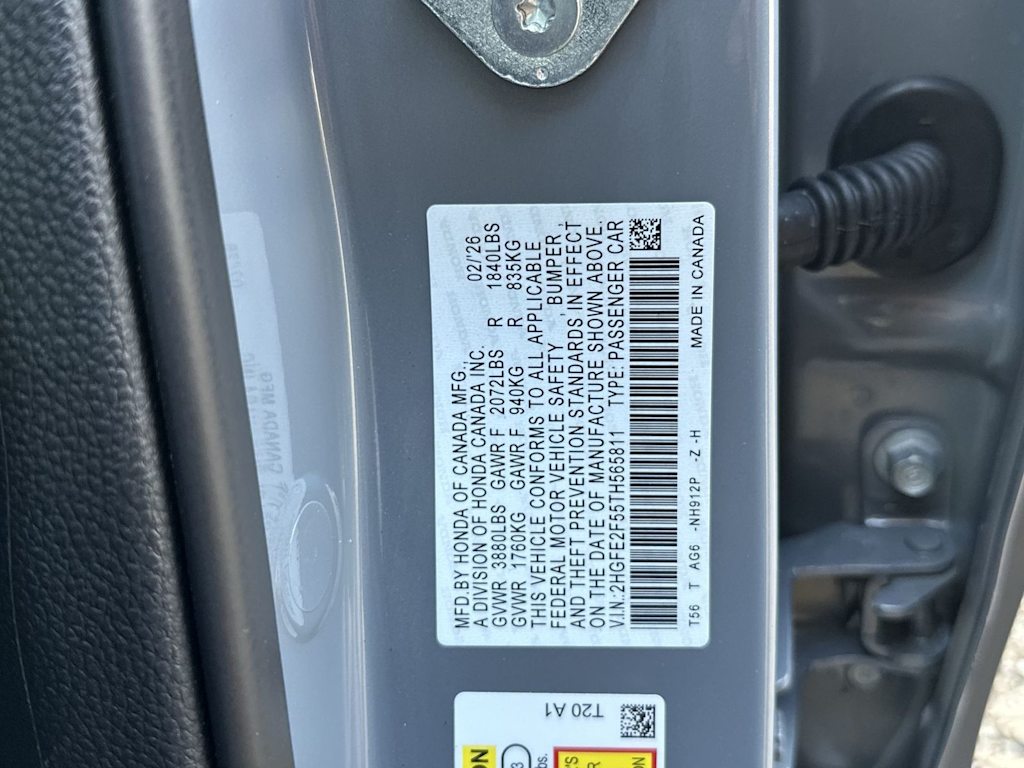 MFD.BY HONDA OF CANADA MFG.,
A DIVISION OF HONDA CANADA INC. 02/'26
GVWR 3880LBS GAWR F 2072LBS R 1840LBS
GVWR 1760KG GAWR F 940KG R 835KG
THIS VEHICLE CONFORMS TO ALL APPLICABLE
FEDERAL MOTOR VEHICLE SAFETY , BUMPER ,
AND THEFT PREVENTION STANDARDS IN EFFECT
ON THE DATE OF MANUFACTURE SHOWN ABOVE.
V.I.N.:2HGFE2F55TH565811 TYPE: PASSENGER CAR
T56 T AG6 -NH912P -Z -H MADE IN CANADA
T20 A1